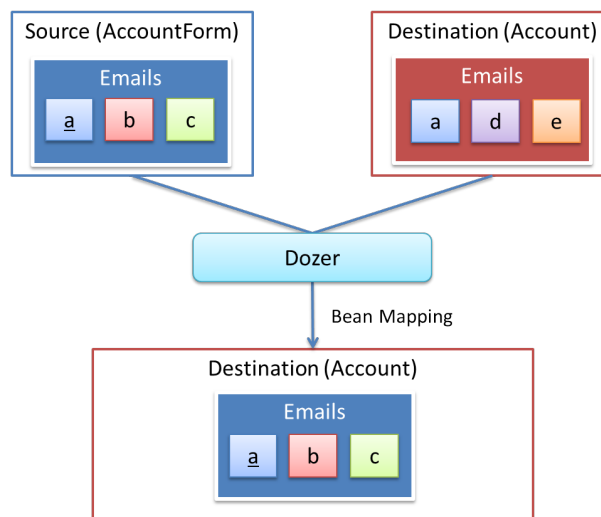 Source (AccountForm)
Emails
a b c
Destination (Account)
Emails
a d e
Dozer
Bean Mapping
Destination (Account)
Emails
a b c